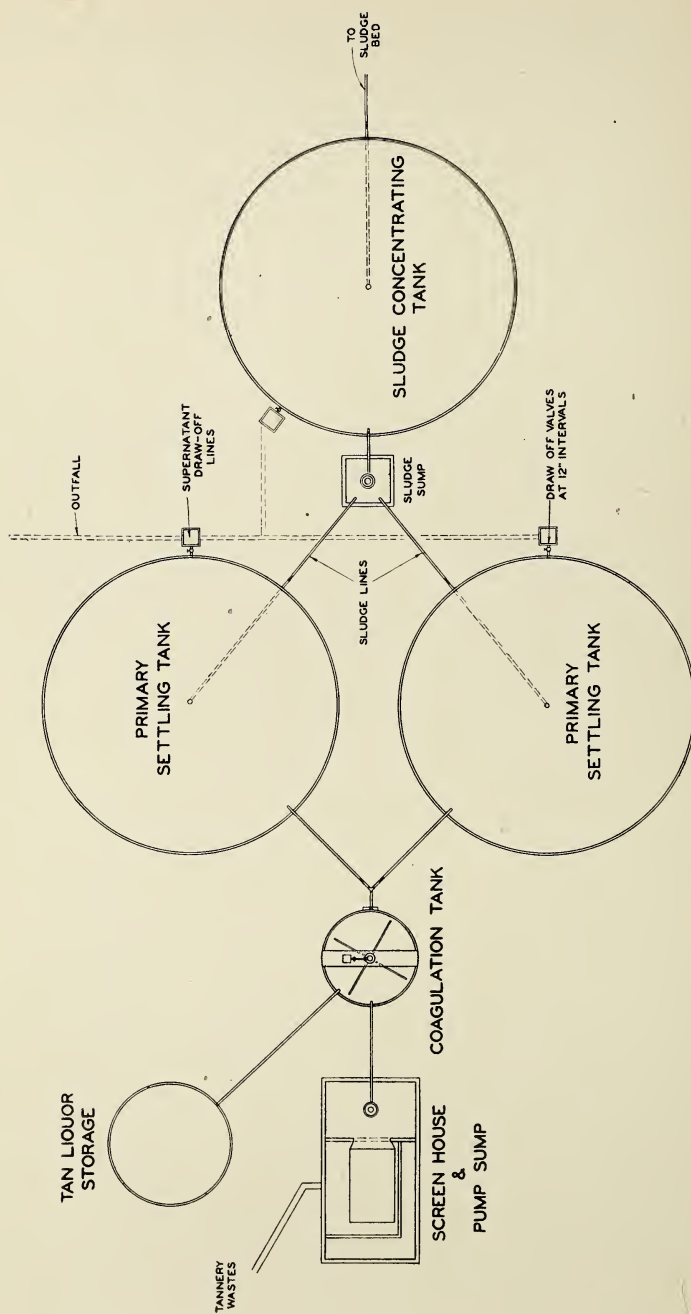 TANNERY
WASTES
TAN LIQUOR
STORAGE
SCREEN HOUSE
&
PUMP SUMP
COAGULATION TANK
PRIMARY
SETTLING TANK
PRIMARY
SETTLING TANK
OUTFALL
SUPERNATANT
DRAW-OFF
LINES
SLUDGE LINES
SLUDGE
SUMP
DRAW OFF VALVES
AT 12" INTERVALS
SLUDGE CONCENTRATING
TANK
TO
SLUDGE
BED